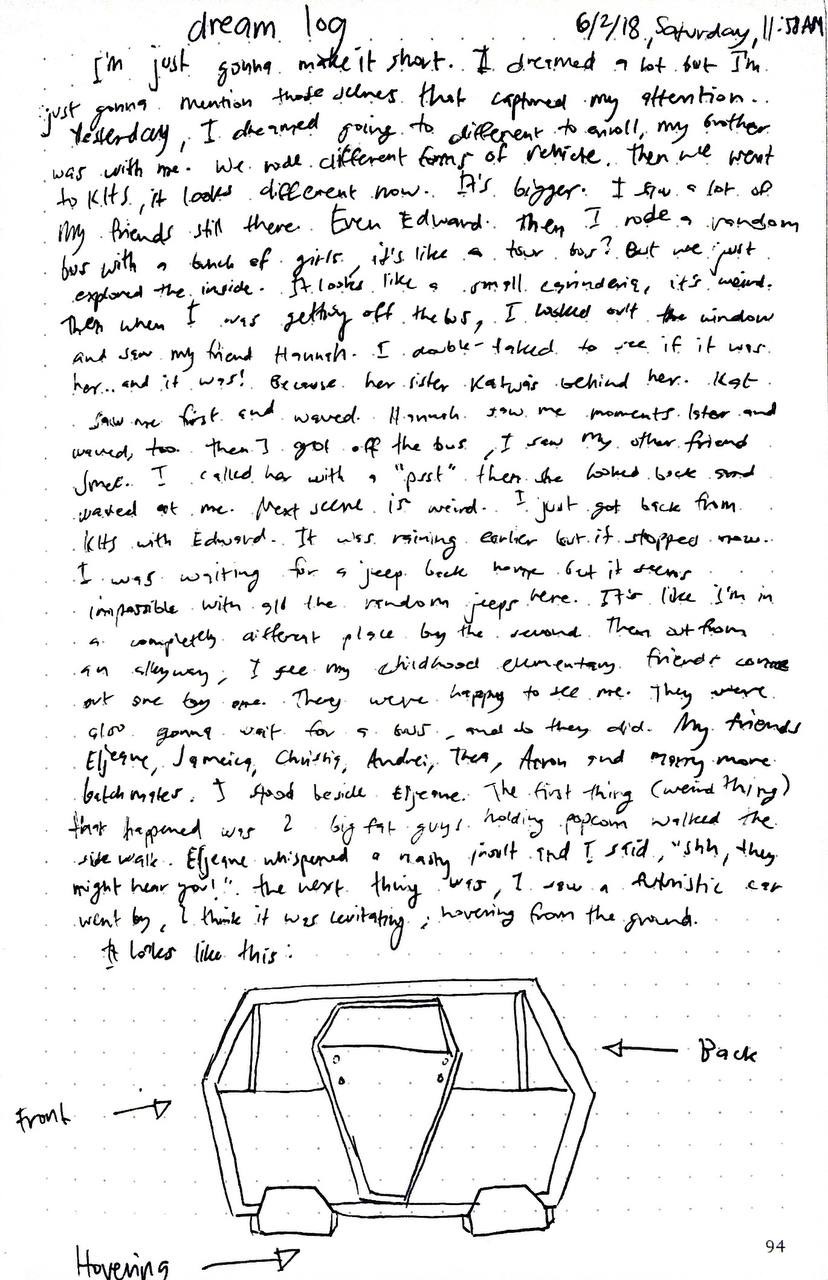 dream log
6/2/18, Saturday, 11:58AM
I'm just gonna make it short. I dreamed a lot but I'm
just gonna mention those scenes that captured my attention..
Yesterday, I dreamed going to different to enroll, my brother
was with me. We rode different forms of vehicle. Then we went
to KHS, it looks different now. It's bigger. I saw a lot of
my friends still there. Even Edward. Then I rode a random
bus with a bunch of girls, it's like a tour bus? But we just
explored the inside. It looks like a small carinderia, it's weird.
Then when I was getting off the bus, I looked out the window
and saw my friend Hannah. I double-taked to see if it was
her.. and it was! Because her sister Kat was behind her. Kat
saw me first and waved. Hannah saw me moments later and
waved, too. Then I got off the bus, I saw my other friend
I called her with a "psst" then she looked back and
waved at me. Next scene is weird. I just got back from
KHS with Edward. It was raining earlier but it stopped now.
I was waiting for a jeep back home but it seems
impossible with all the random jeeps here. It's like I'm in
a completely different place by the second. Then out from
an alleyway, I see my childhood elementary friends come
out one by one. They were happy to see me. They were
also gonna wait for a bus, and so they did. My friends
Eljeane, Jameica, Christia, Andrei, Thea, Aaron and many more
batchmates. I stood beside Eljeane. The first thing (weird thing)
that happened was 2 big fat guys holding popcorn walked the
side walk. Eljeane whispered a nasty insult and I said, "shh, they
might hear you!". the next thing was, I saw a futuristic car
went by, I think it was levitating, hovering from the ground.
It looks like this:
Back
Front
Hovering
94